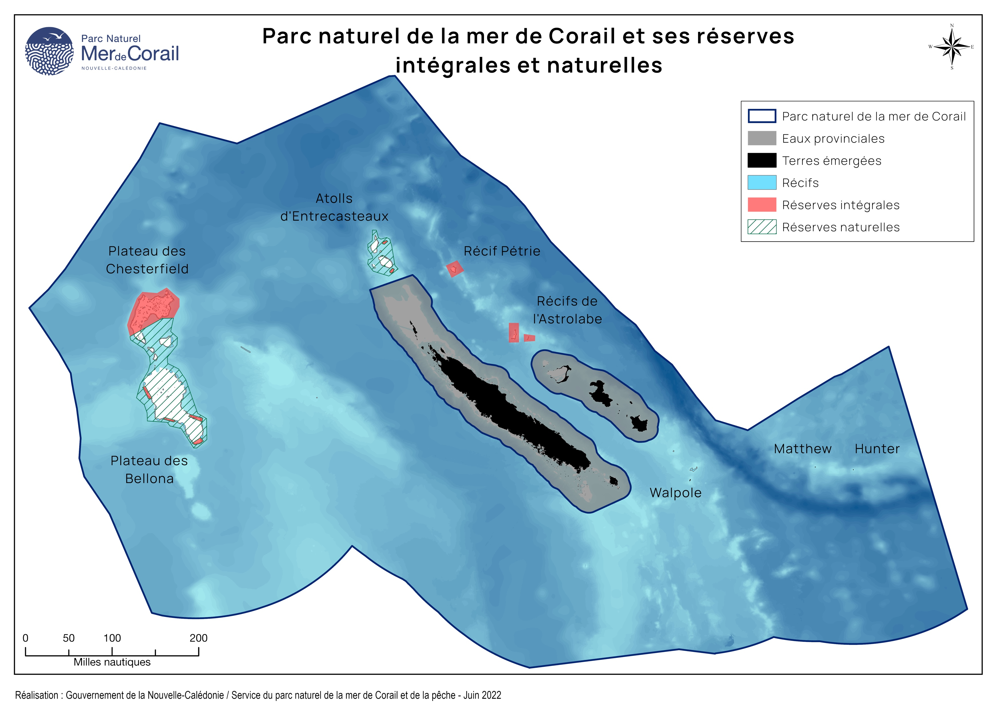 Parc Naturel
Mer de Corail
NOUVELLE-CALÉDONIE
Parc naturel de la mer de Corail et ses réserves
intégrales et naturelles
N
W
E
S
Parc naturel de la mer de Corail
Eaux provinciales
Terres émergées
Récifs
Réserves intégrales
Réserves naturelles
Atolls
d'Entrecasteaux
Plateau des
Chesterfield
Récif Pétrie
Récifs de
l'Astrolabe
Matthew
Hunter
Plateau des
Bellona
Walpole
0 50 100 200
Milles nautiques
Réalisation : Gouvernement de la Nouvelle-Calédonie / Service du parc naturel de la mer de Corail et de la pêche - Juin 2022